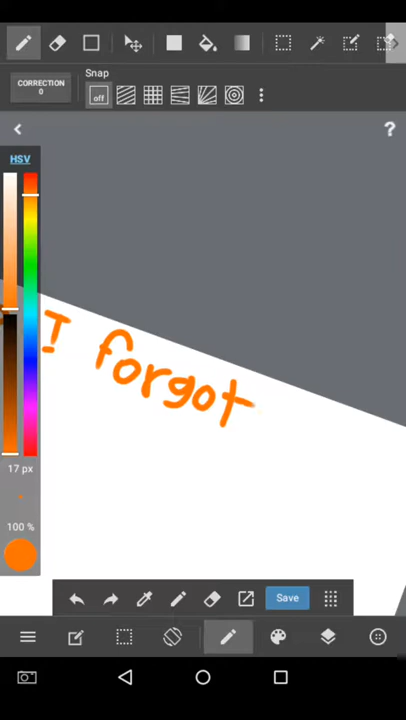 CORRECTION
0
Snap
off
?
HSV
I forgot
17 px
100 %
Save